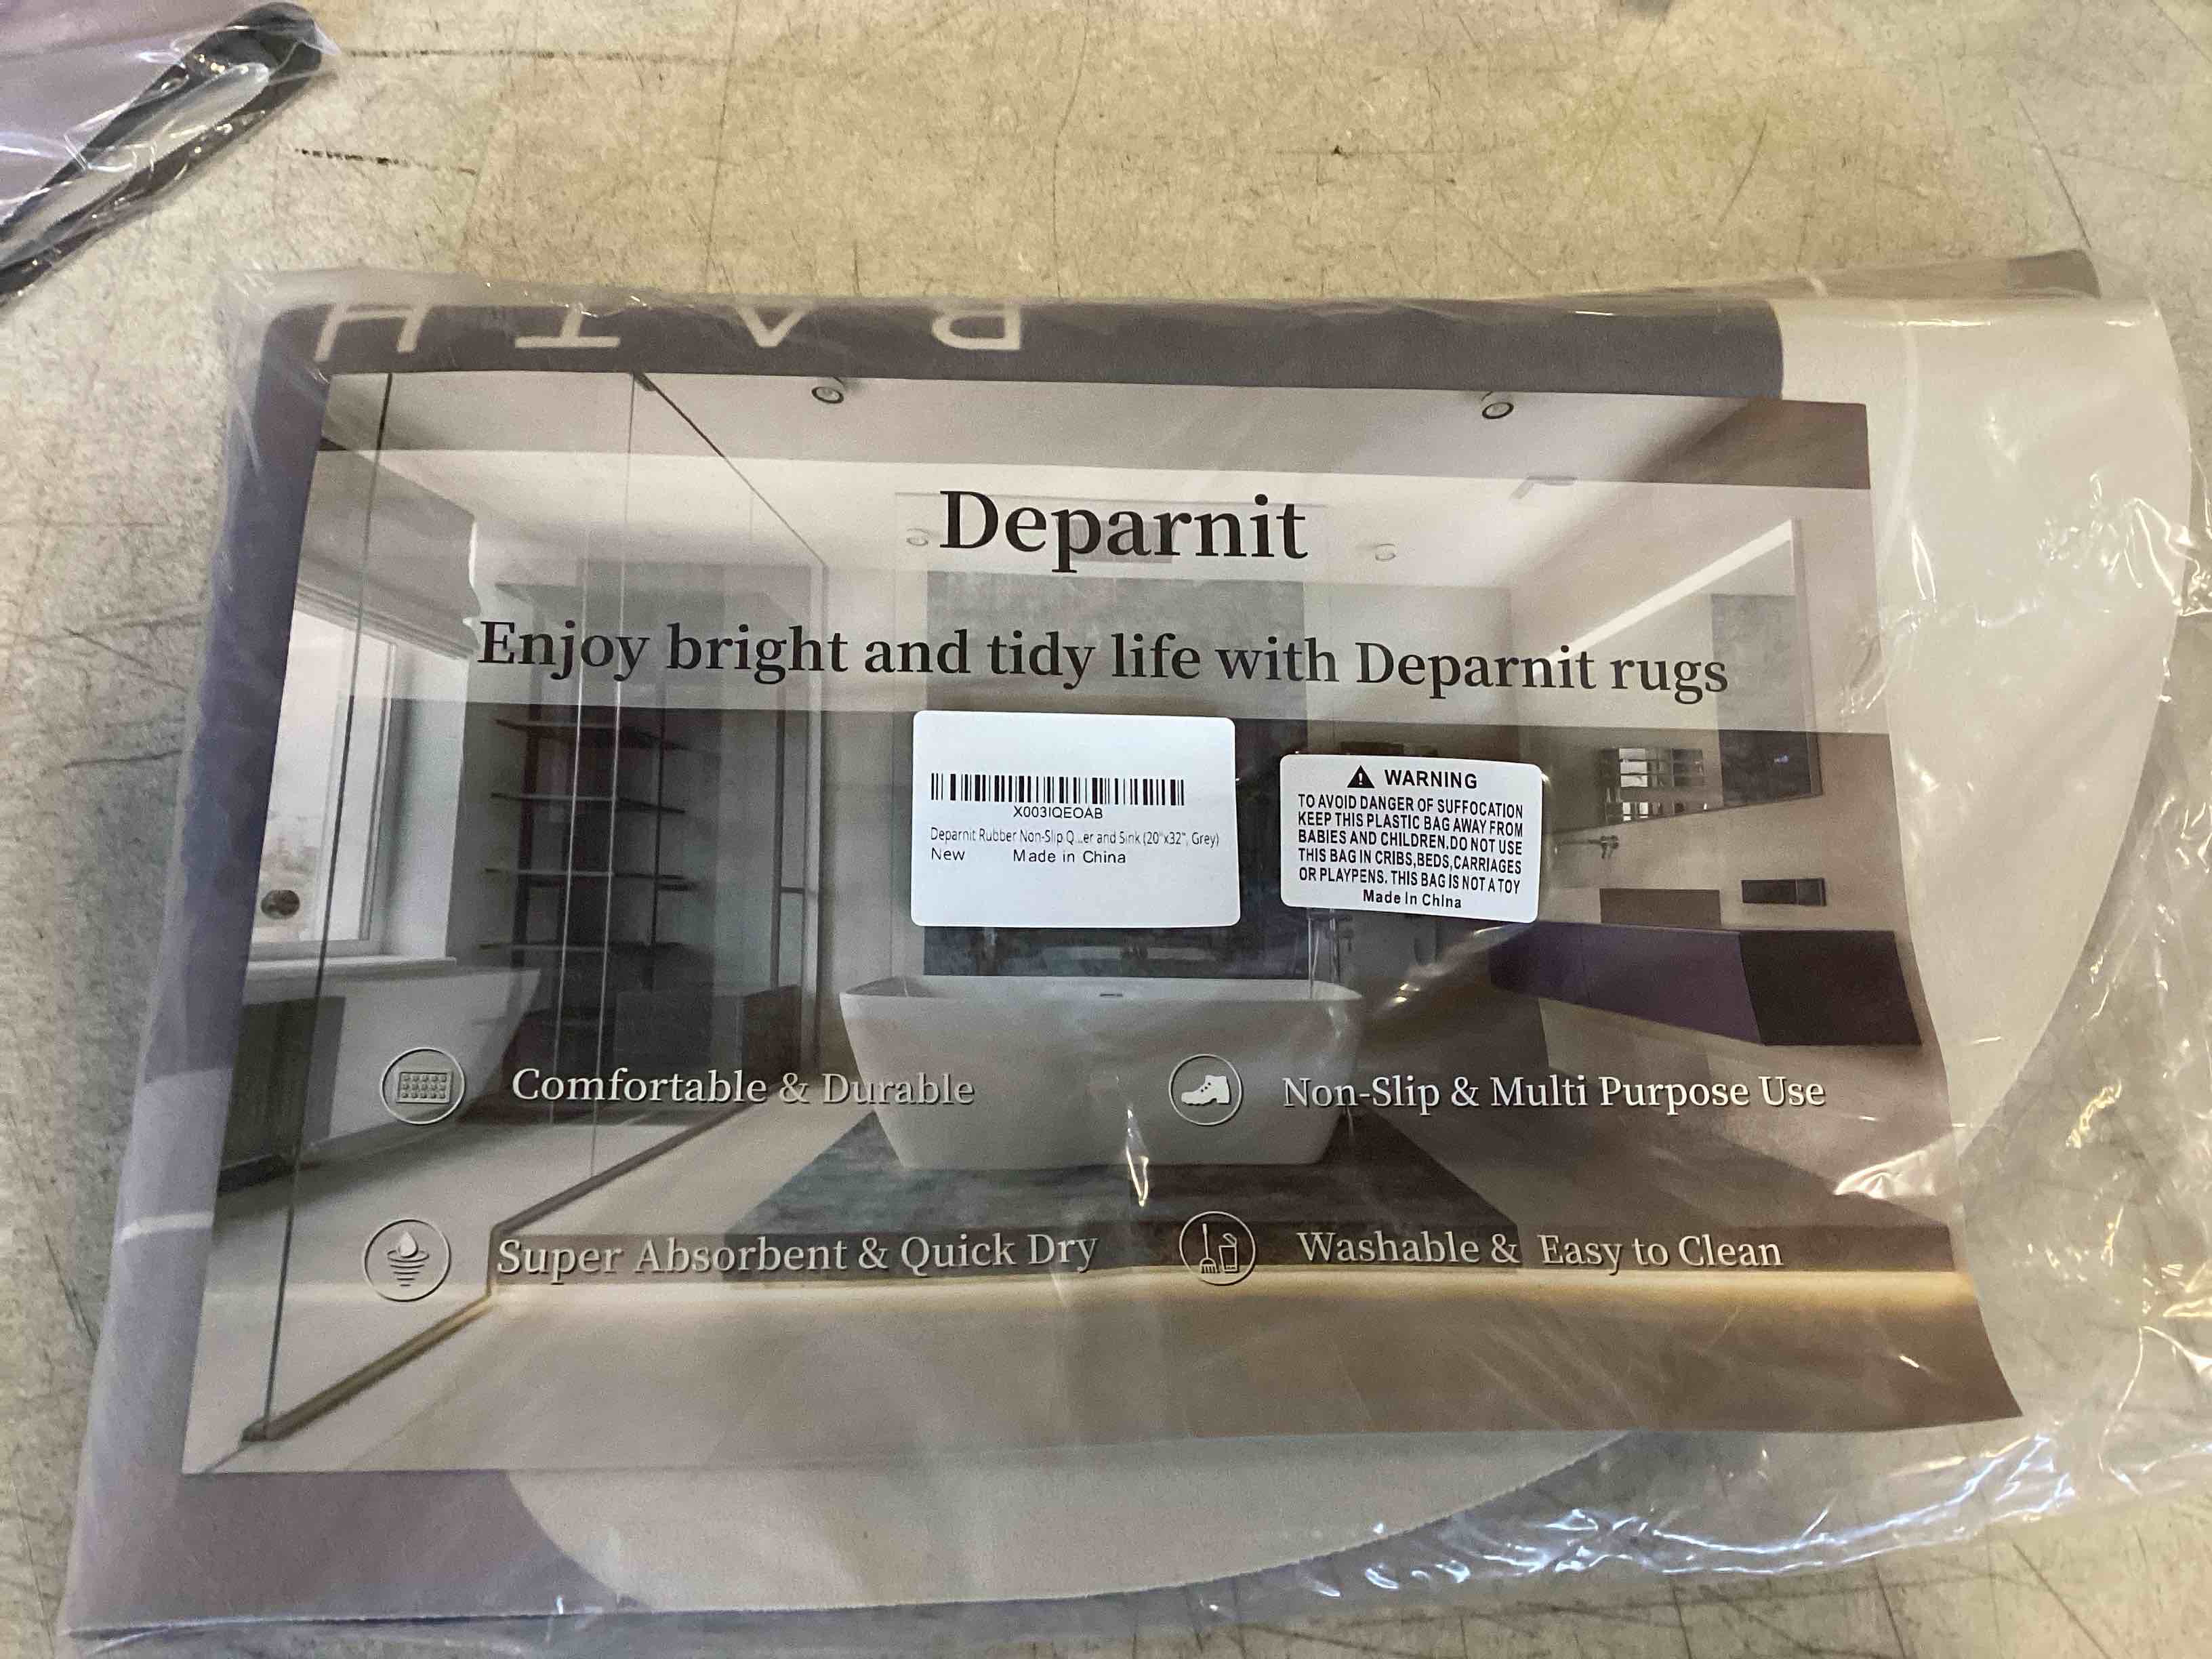 BATH
Deparnit
Enjoy bright and tidy life with Deparnit rugs
X003IQEOAB
Deparnit Rubber Non-Slip Q...er and Sink (20"x32", Grey)
New Made in China
WARNING
TO AVOID DANGER OF SUFFOCATION
KEEP THIS PLASTIC BAG AWAY FROM
BABIES AND CHILDREN.DO NOT USE
THIS BAG IN CRIBS,BEDS,CARRIAGES
OR PLAYPENS. THIS BAG IS NOT A TOY
Made In China
Comfortable & Durable
Non-Slip & Multi Purpose Use
Super Absorbent & Quick Dry
Washable & Easy to Clean